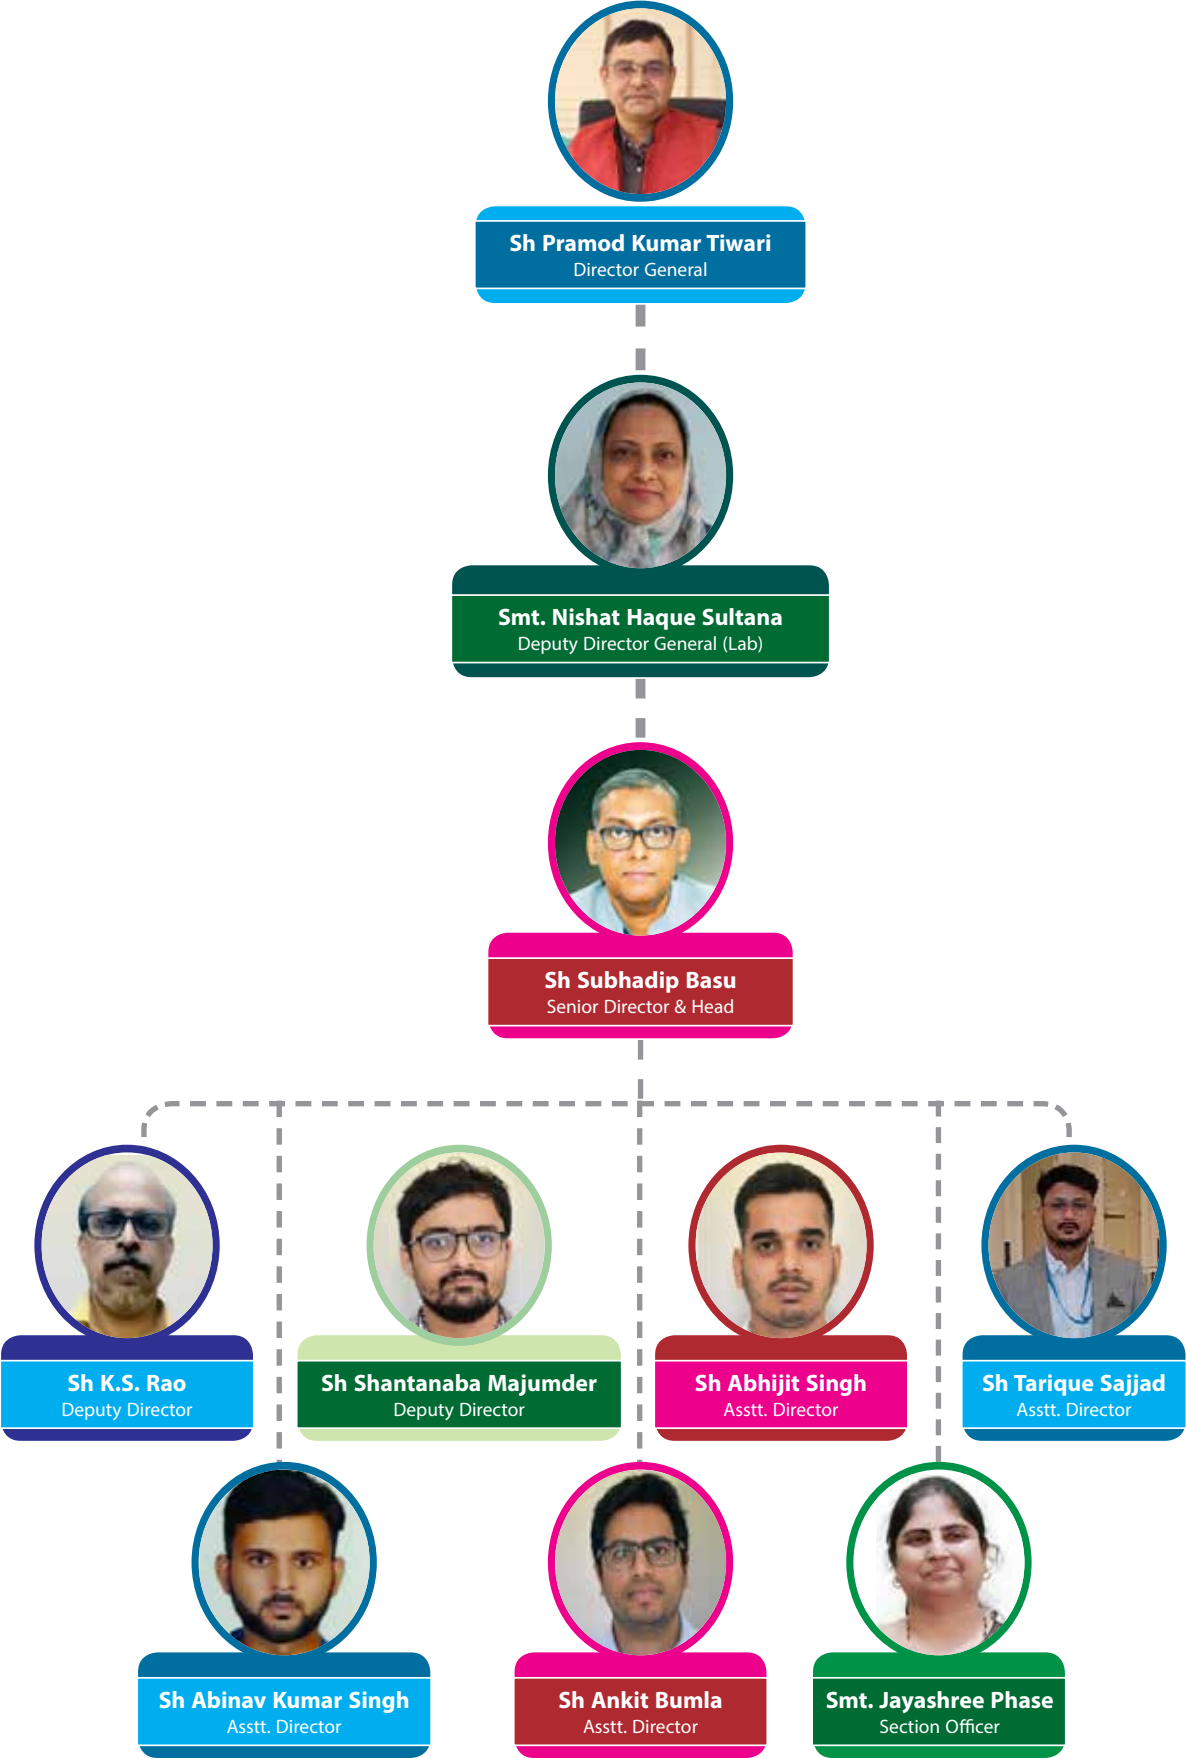 Sh Pramod Kumar Tiwari
Director General
Smt. Nishat Haque Sultana
Deputy Director General (Lab)
Sh Subhadip Basu
Senior Director & Head
Sh K.S. Rao
Deputy Director
Sh Shantanaba Majumder
Deputy Director
Sh Abhijit Singh
Asstt. Director
Sh Tarique Sajjad
Asstt. Director
Sh Abinav Kumar Singh
Asstt. Director
Sh Ankit Bumla
Asstt. Director
Smt. Jayashree Phase
Section Officer